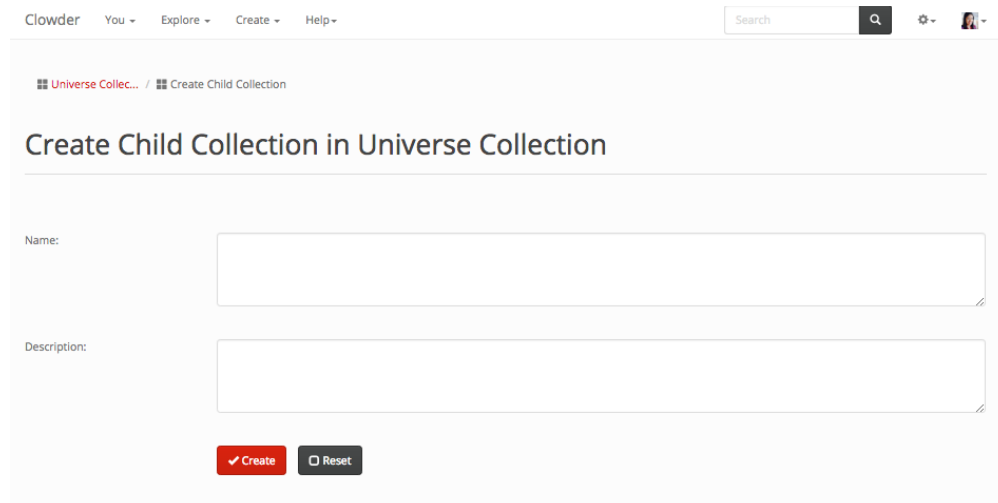 Clowder You Explore Create Help Search
Universe Collec... / Create Child Collection
Create Child Collection in Universe Collection
Name:
Description:
Create Reset